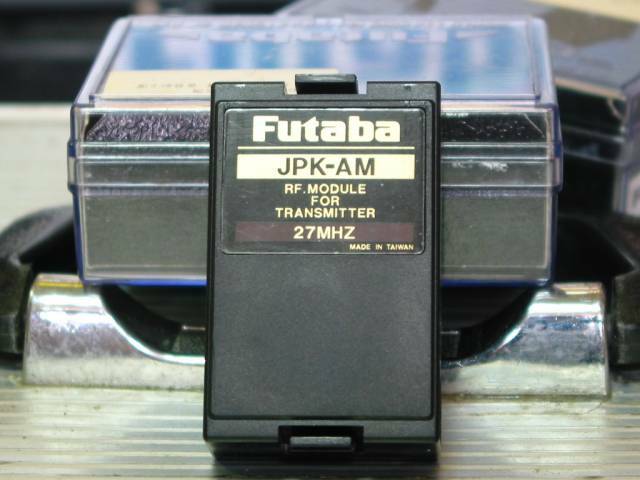 Futaba
JPK-AM
RF.MODULE
FOR
TRANSMITTER
27MHZ
MADE IN TAIWAN